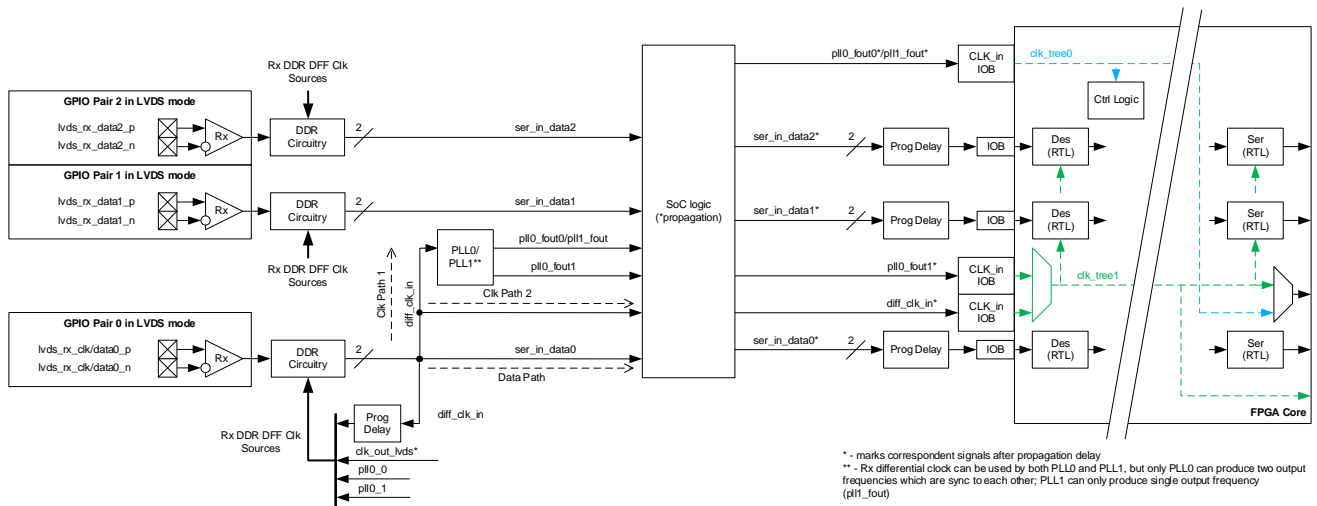 Rx DDR DFF Clk
Sources
GPIO Pair 2 in LVDS mode
lvds_rx_data2_p
lvds_rx_data2_n
Rx
DDR
Circuitry
2
ser_in_data2
GPIO Pair 1 in LVDS mode
lvds_rx_data1_p
lvds_rx_data1_n
Rx
DDR
Circuitry
2
ser_in_data1
Rx DDR DFF Clk
Sources
PLL0/
PLL1**
pll0_fout0/pll1_fout
pll0_fout1
Clk Path 1
diff_clk_in
Clk Path 2
GPIO Pair 0 in LVDS mode
lvds_rx_clk/data0_p
lvds_rx_clk/data0_n
Rx
DDR
Circuitry
2
ser_in_data0
Data Path
Rx DDR DFF Clk
Sources
Prog
Delay
diff_clk_in
clk_out_lvds*
pll0_0
pll0_1
SoC logic
(*propagation)
pll0_fout0*/pll1_fout*
CLK_in
IOB
clk_tree0
Ctrl Logic
ser_in_data2*
2
Prog Delay
IOB
Des
(RTL)
Ser
(RTL)
ser_in_data1*
2
Prog Delay
IOB
Des
(RTL)
Ser
(RTL)
pll0_fout1*
CLK_in
IOB
clk_tree1
diff_clk_in*
CLK_in
IOB
ser_in_data0*
2
Prog Delay
IOB
Des
(RTL)
Ser
(RTL)
FPGA Core
* - marks correspondent signals after propagation delay
** - Rx differential clock can be used by both PLL0 and PLL1, but only PLL0 can produce two output
frequencies which are sync to each other; PLL1 can only produce single output frequency
(pll1_fout)